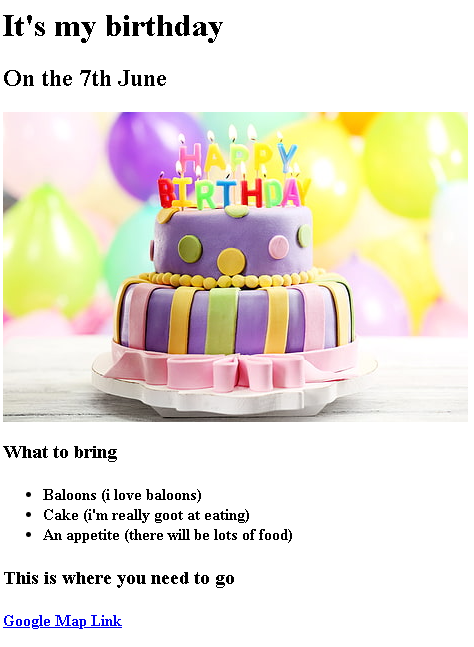 It's my birthday
On the 7th June
HAPPY
BIRTHDAY
What to bring
Baloons (i love baloons)
Cake (i'm really goot at eating)
An appetite (there will be lots of food)
This is where you need to go
Google Map Link